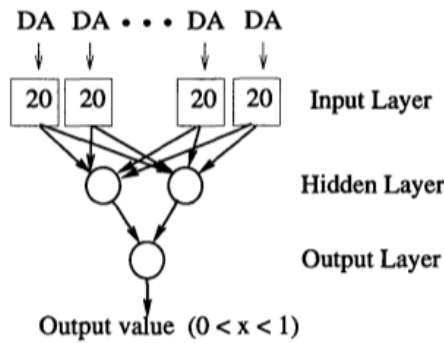 DA DA • • • DA DA
20 20 20 20 Input Layer
Hidden Layer
Output Layer
Output value (0 < x < 1)